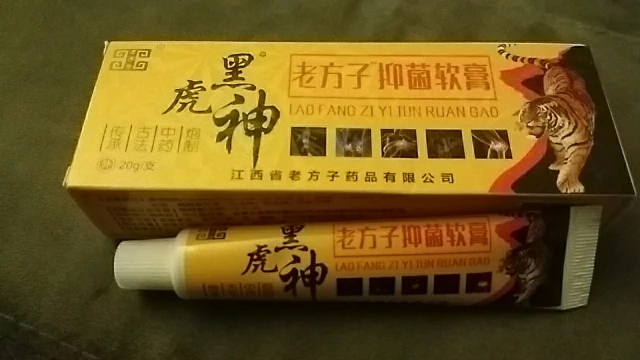 黑虎神
老方子®抑菌软膏
LAO FANG ZI YI JUN RUAN GAO
传承 古法 中药 炮制
20g/支
江西省老方子药品有限公司
黑虎神
老方子抑菌软膏
LAO FANG ZI YI JUN RUAN GAO